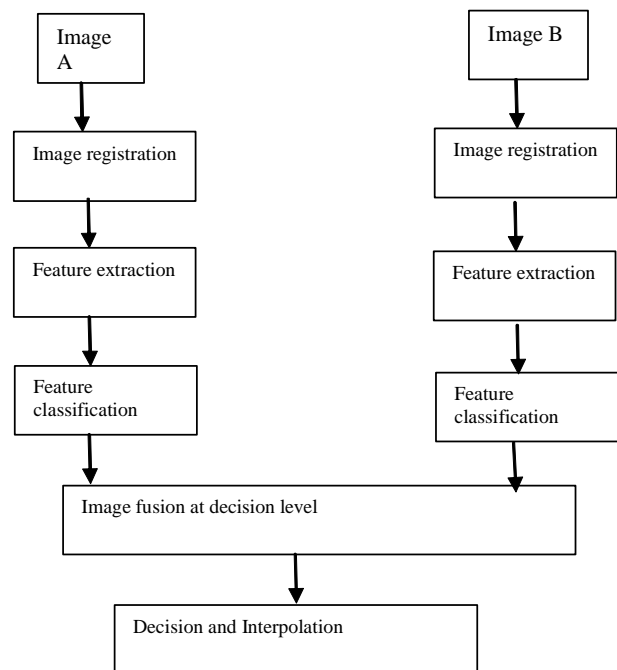 Image
A
Image B
Image registration
Image registration
Feature extraction
Feature extraction
Feature
classification
Feature
classification
Image fusion at decision level
Decision and Interpolation